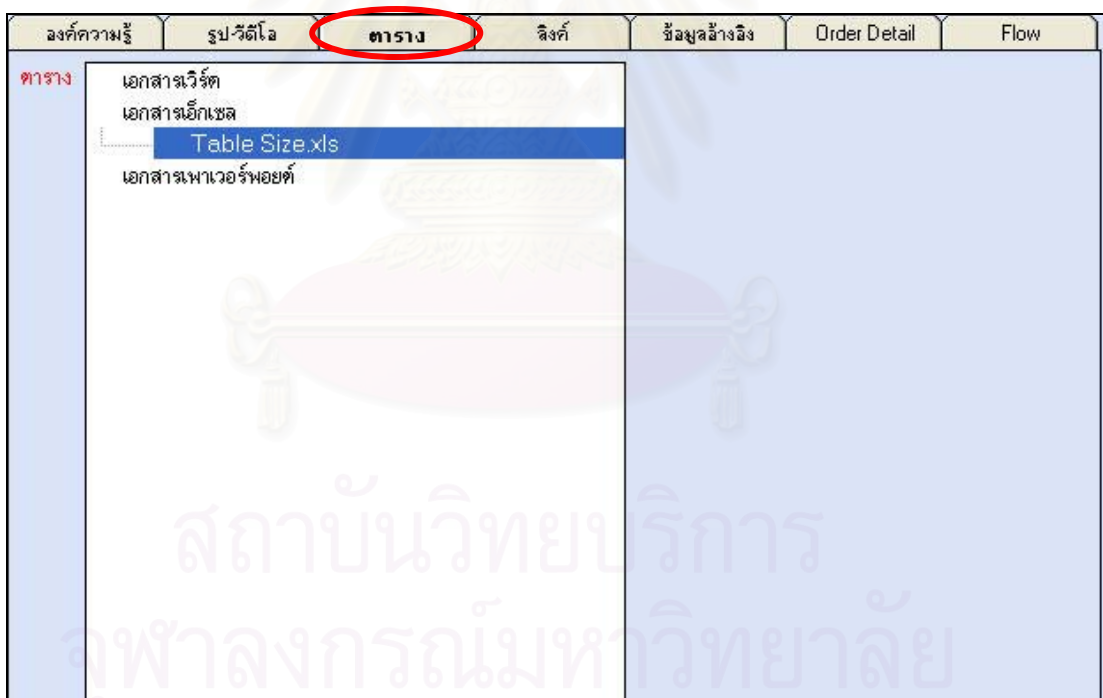 องค์ความรู้ รูป-วีดีโอ ตาราง ลิงค์ ข้อมูลอ้างอิง Order Detail Flow
ตาราง เอกสารเวิร์ต
เอกสารเอ็กเซล
Table Size.xls
เอกสารเพาเวอร์พอยท์
สถาบันวิทยบริการ
จุฬาลงกรณ์มหาวิทยาลัย